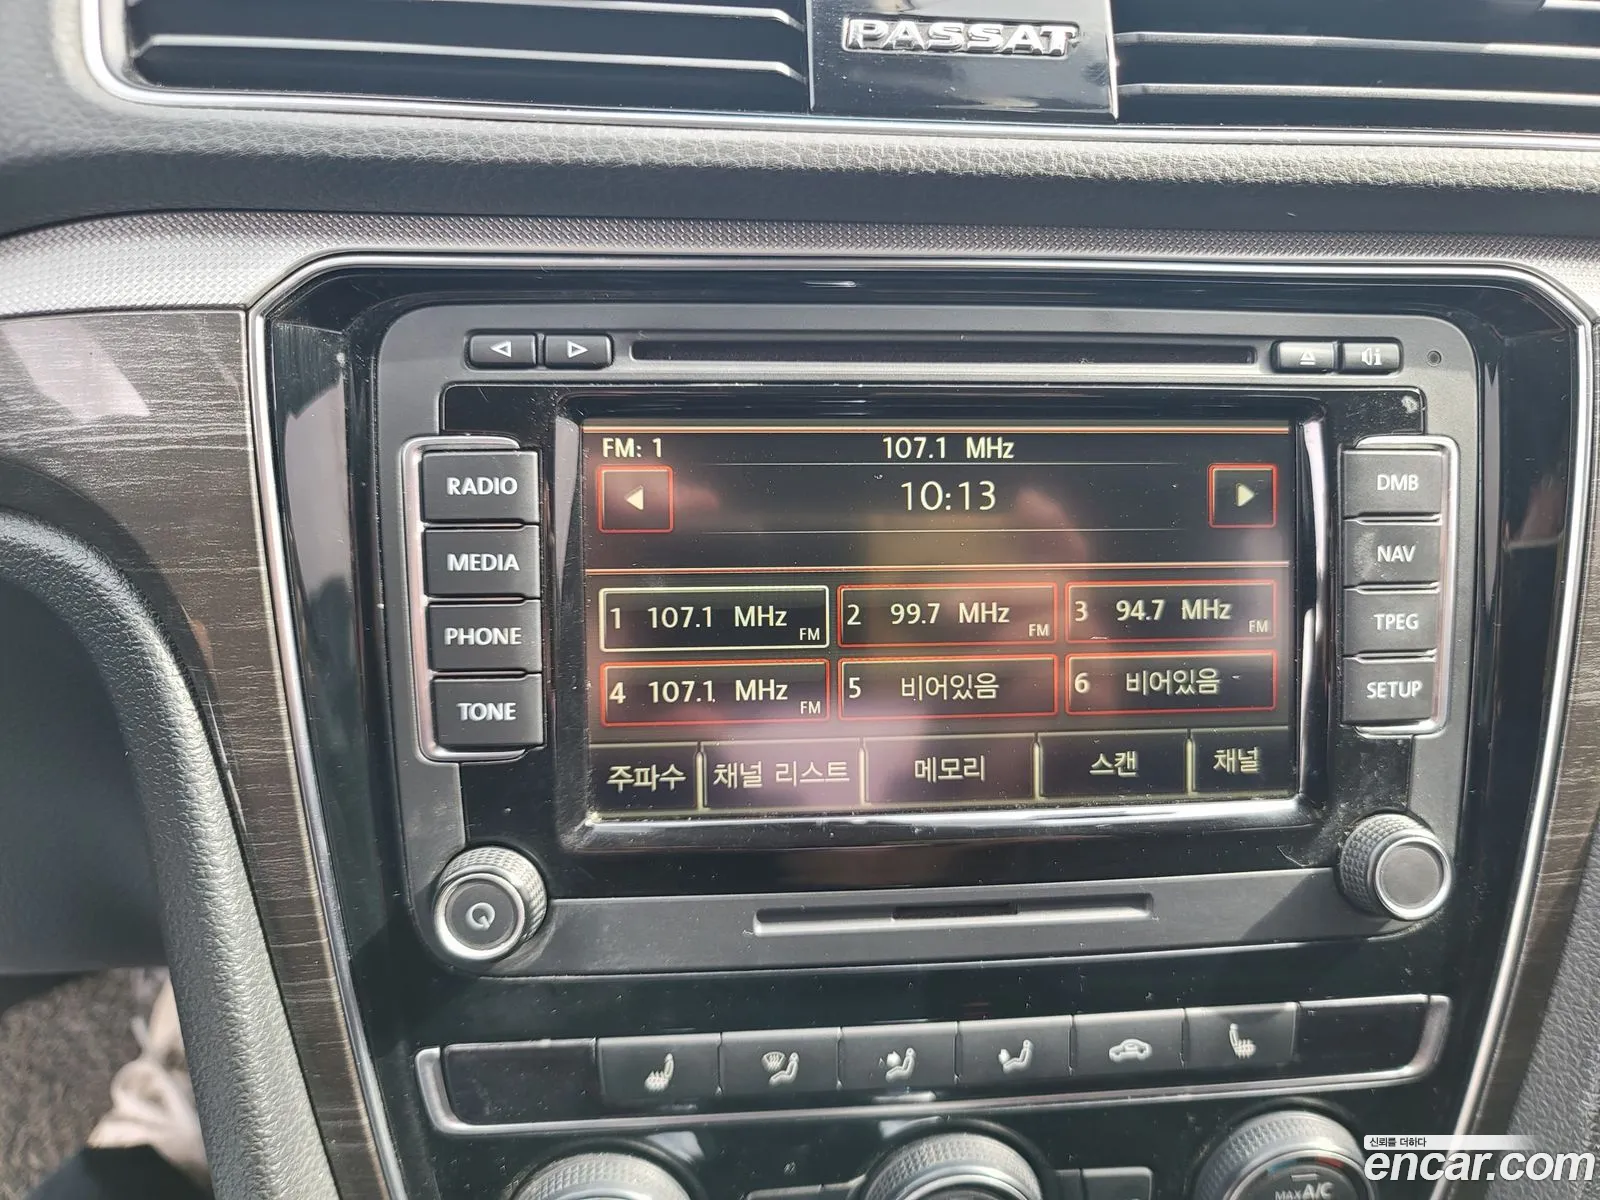 PASSAT
FM: 1 107.1 MHz
10:13
RADIO
MEDIA
PHONE
TONE
1 107.1 MHz FM
2 99.7 MHz FM
3 94.7 MHz FM
4 107.1 MHz FM
5 비어있음
6 비어있음
주파수 채널 리스트 메모리 스캔 채널
DMB
NAV
TPEG
SETUP
MAX A/C
신뢰를 더하다
encar.com